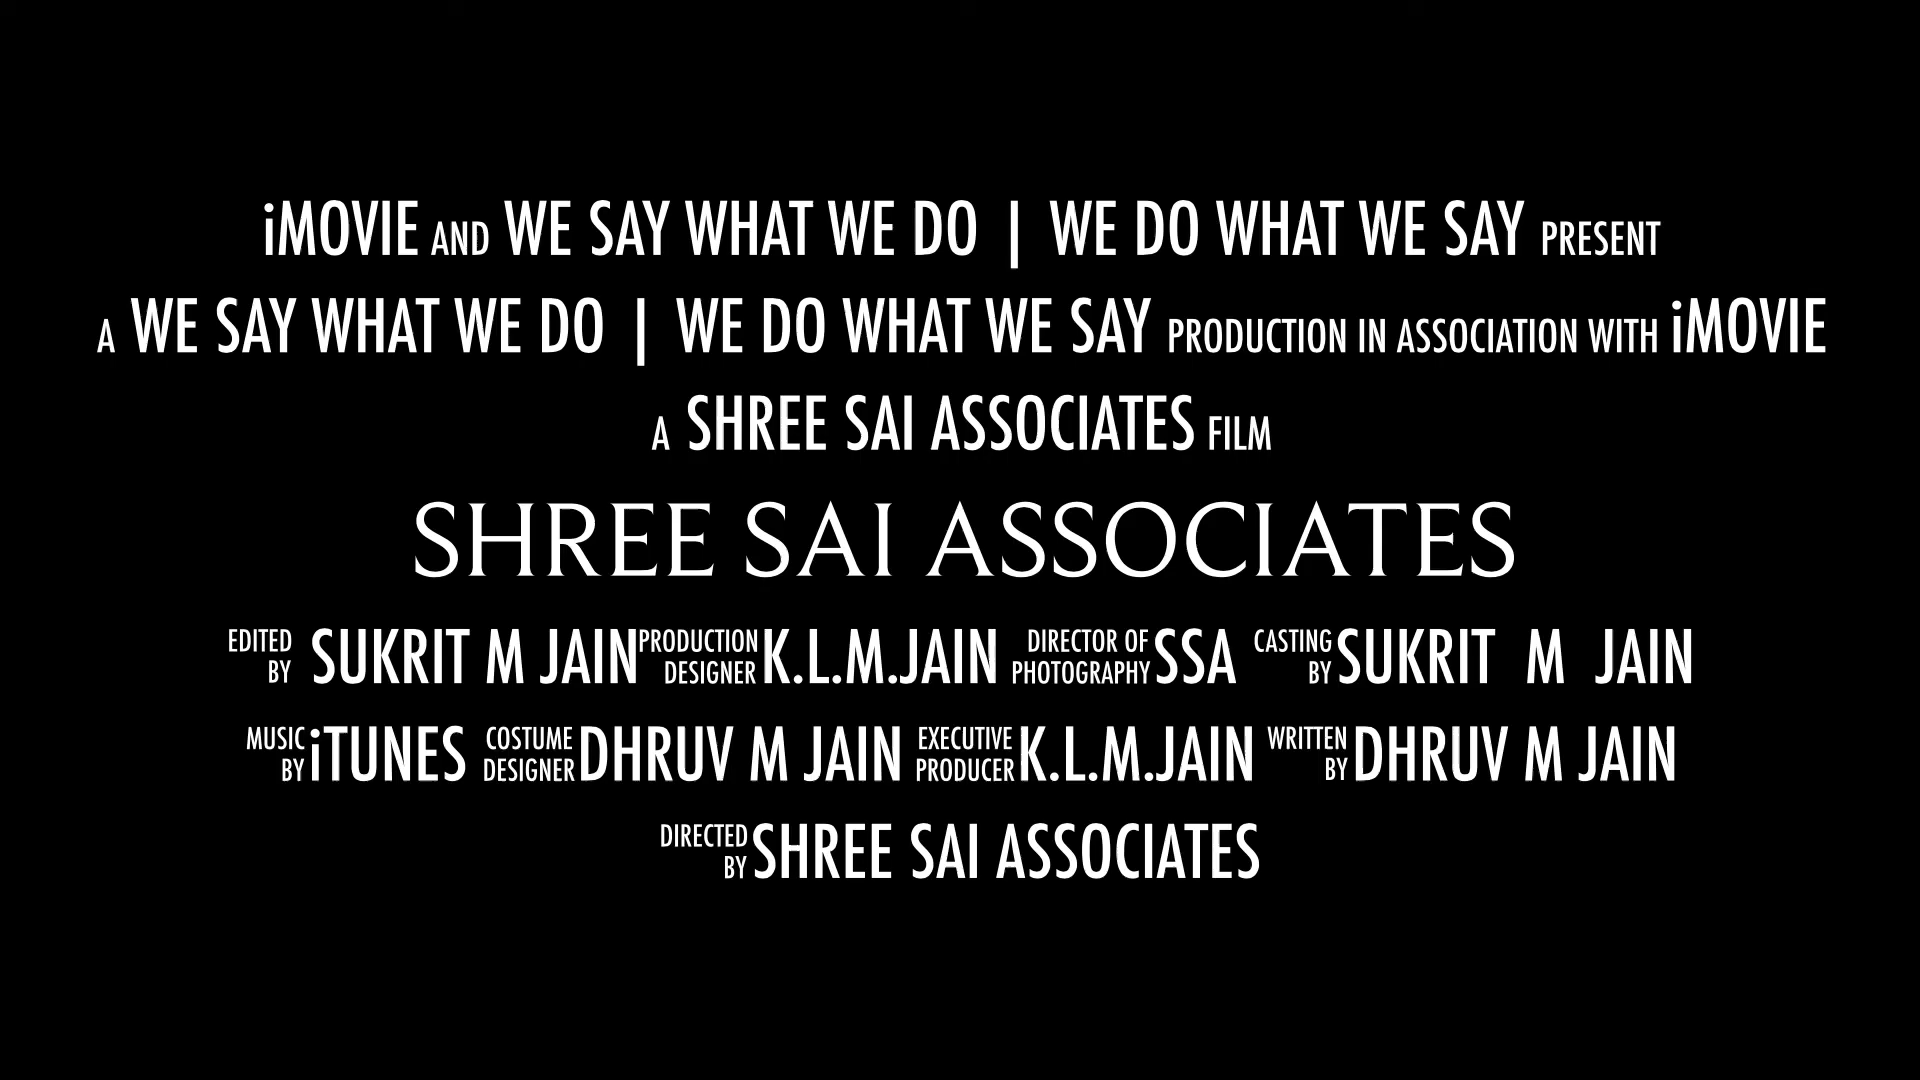 iMOVIE AND WE SAY WHAT WE DO | WE DO WHAT WE SAY PRESENT
A WE SAY WHAT WE DO | WE DO WHAT WE SAY PRODUCTION IN ASSOCIATION WITH iMOVIE
A SHREE SAI ASSOCIATES FILM
SHREE SAI ASSOCIATES
EDITED BY SUKRIT M JAIN PRODUCTION DESIGNER K.L.M.JAIN DIRECTOR OF PHOTOGRAPHY SSA CASTING BY SUKRIT M JAIN
MUSIC BY iTUNES COSTUME DESIGNER DHRUV M JAIN EXECUTIVE PRODUCER K.L.M.JAIN WRITTEN BY DHRUV M JAIN
DIRECTED BY SHREE SAI ASSOCIATES